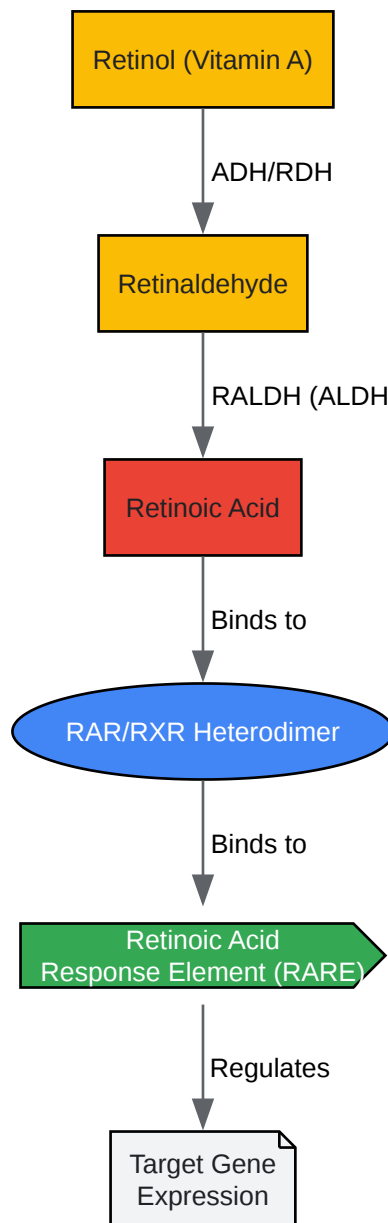 Retinol (Vitamin A)
ADH/RDH
Retinaldehyde
RALDH (ALDH
Retinoic Acid
Binds to
RAR/RXR Heterodimer
Binds to
Retinoic Acid
Response Element (RARE)
Regulates
Target Gene
Expression